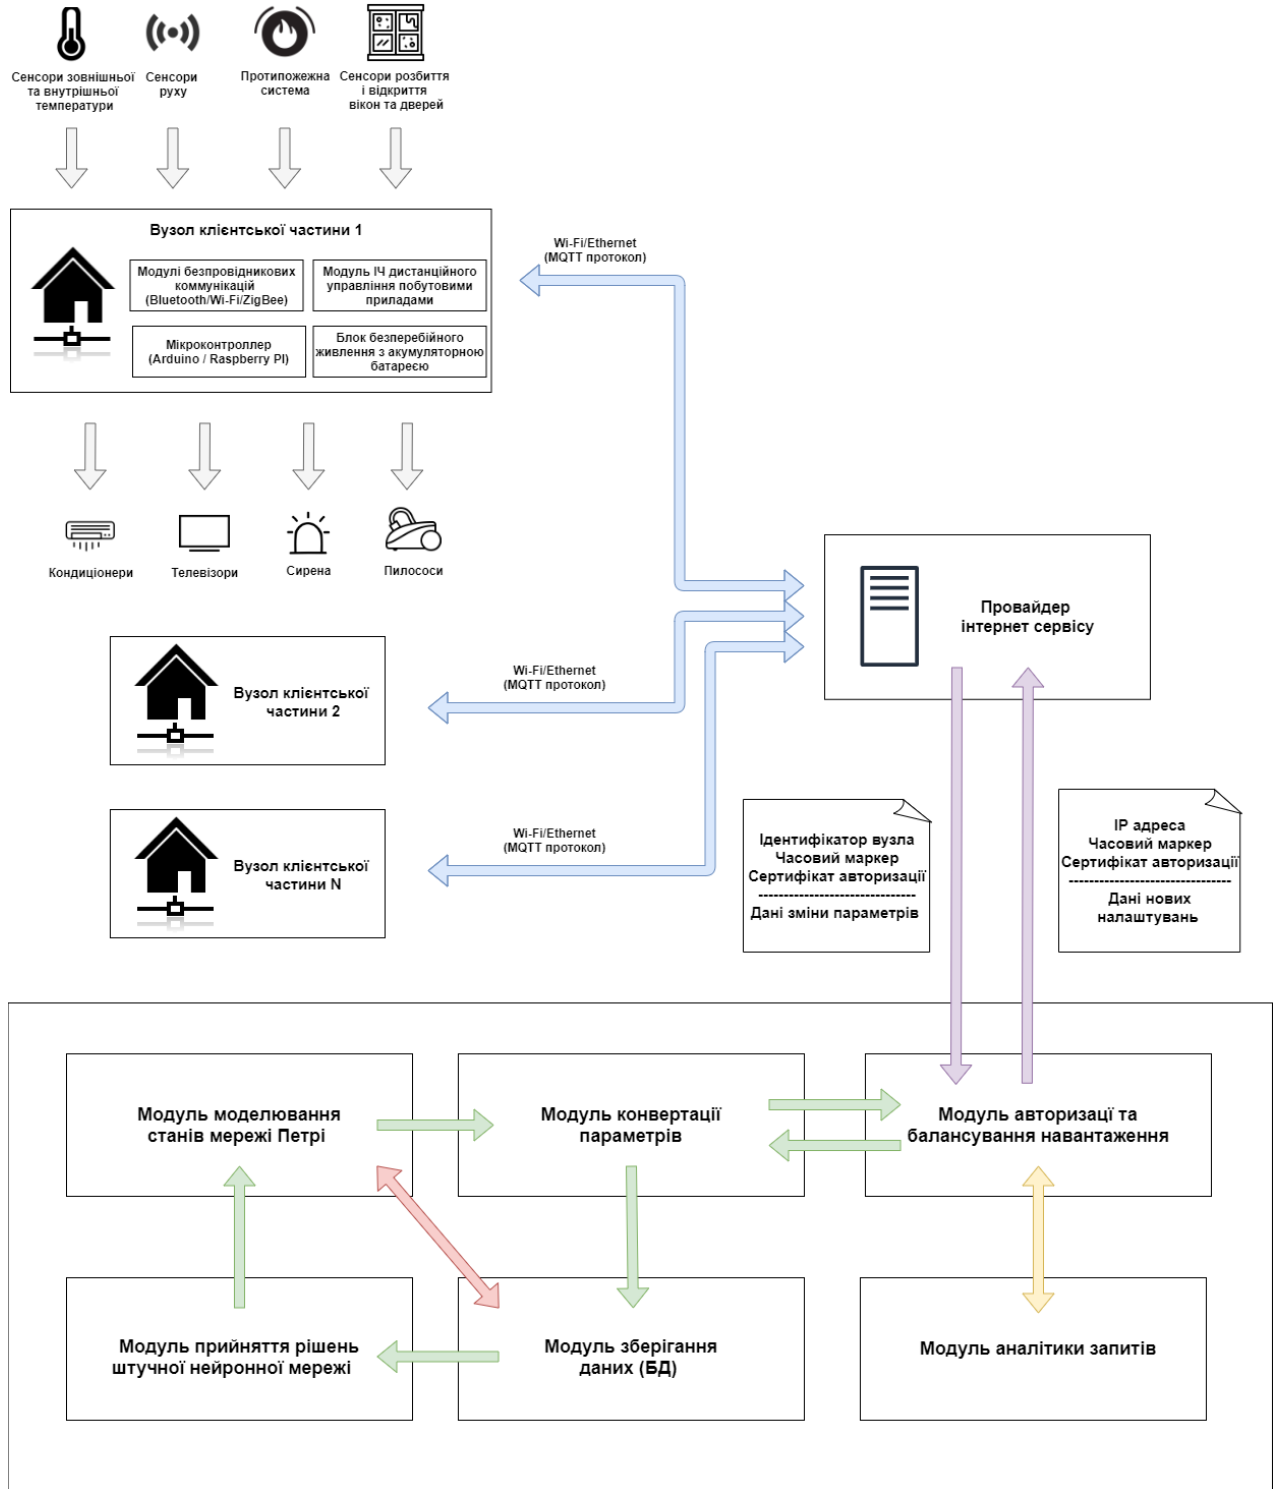 Сенсори зовнішньої
та внутрішньої
температури
Сенсори
руху
Протипожежна
система
Сенсори розбиття
і відкриття
вікон та дверей
Вузол клієнтської частини 1
Модулі безпровідникових
коммунікацій
(Bluetooth/Wi-Fi/ZigBee)
Модуль ІЧ дистанційного
управління побутовими
приладами
Мікроконтроллер
(Arduino / Raspberry PI)
Блок безперебійного
живлення з акумуляторною
батареєю
Wi-Fi/Ethernet
(MQTT протокол)
Кондиціонери
Телевізори
Сирена
Пилососи
Провайдер
інтернет сервісу
Вузол клієнтської
частини 2
Wi-Fi/Ethernet
(MQTT протокол)
Вузол клієнтської
частини N
Wi-Fi/Ethernet
(MQTT протокол)
Ідентифікатор вузла
Часовий маркер
Сертифікат авторизації
--------------------------------
Дані зміни параметрів
IP адреса
Часовий маркер
Сертифікат авторизації
--------------------------------
Дані нових
налаштувань
Модуль моделювання
станів мережі Петрі
Модуль конвертації
параметрів
Модуль авторизаці та
балансування навантаження
Модуль прийняття рішень
штучної нейронної мережі
Модуль зберігання
даних (БД)
Модуль аналітики запитів